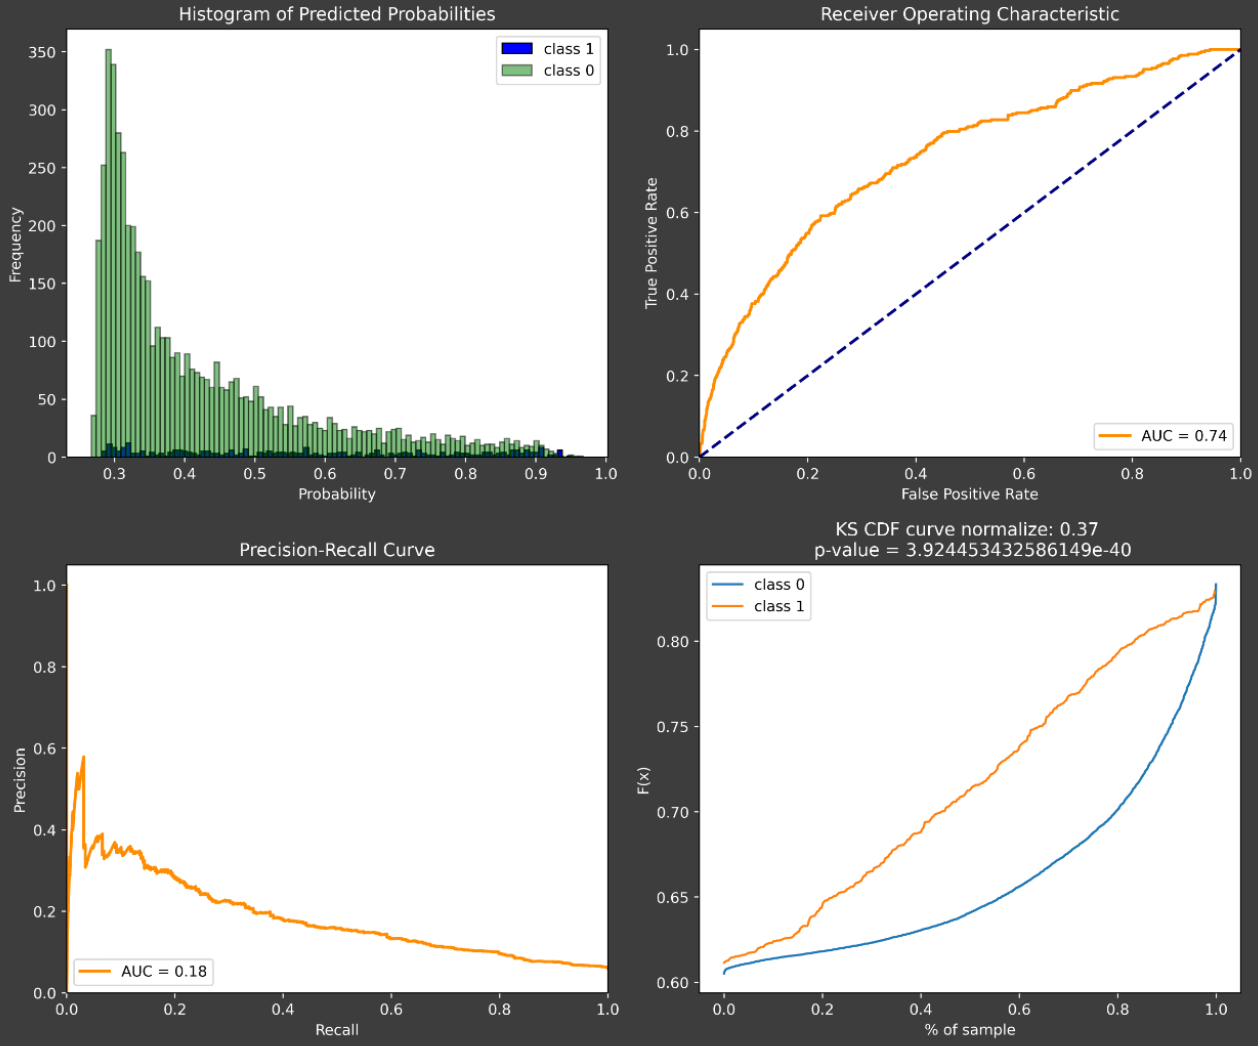 Histogram of Predicted Probabilities
class 1
class 0
350
300
250
200
150
100
50
0
Frequency
0.3 0.4 0.5 0.6 0.7 0.8 0.9 1.0
Probability
Receiver Operating Characteristic
1.0
0.8
0.6
0.4
0.2
0.0
True Positive Rate
AUC = 0.74
0.0 0.2 0.4 0.6 0.8 1.0
False Positive Rate
Precision-Recall Curve
1.0
0.8
0.6
0.4
0.2
0.0
Precision
AUC = 0.18
0.0 0.2 0.4 0.6 0.8 1.0
Recall
KS CDF curve normalize: 0.37
p-value = 3.924453432586149e-40
class 0
class 1
0.80
0.75
0.70
0.65
0.60
F(x)
0.0 0.2 0.4 0.6 0.8 1.0
% of sample